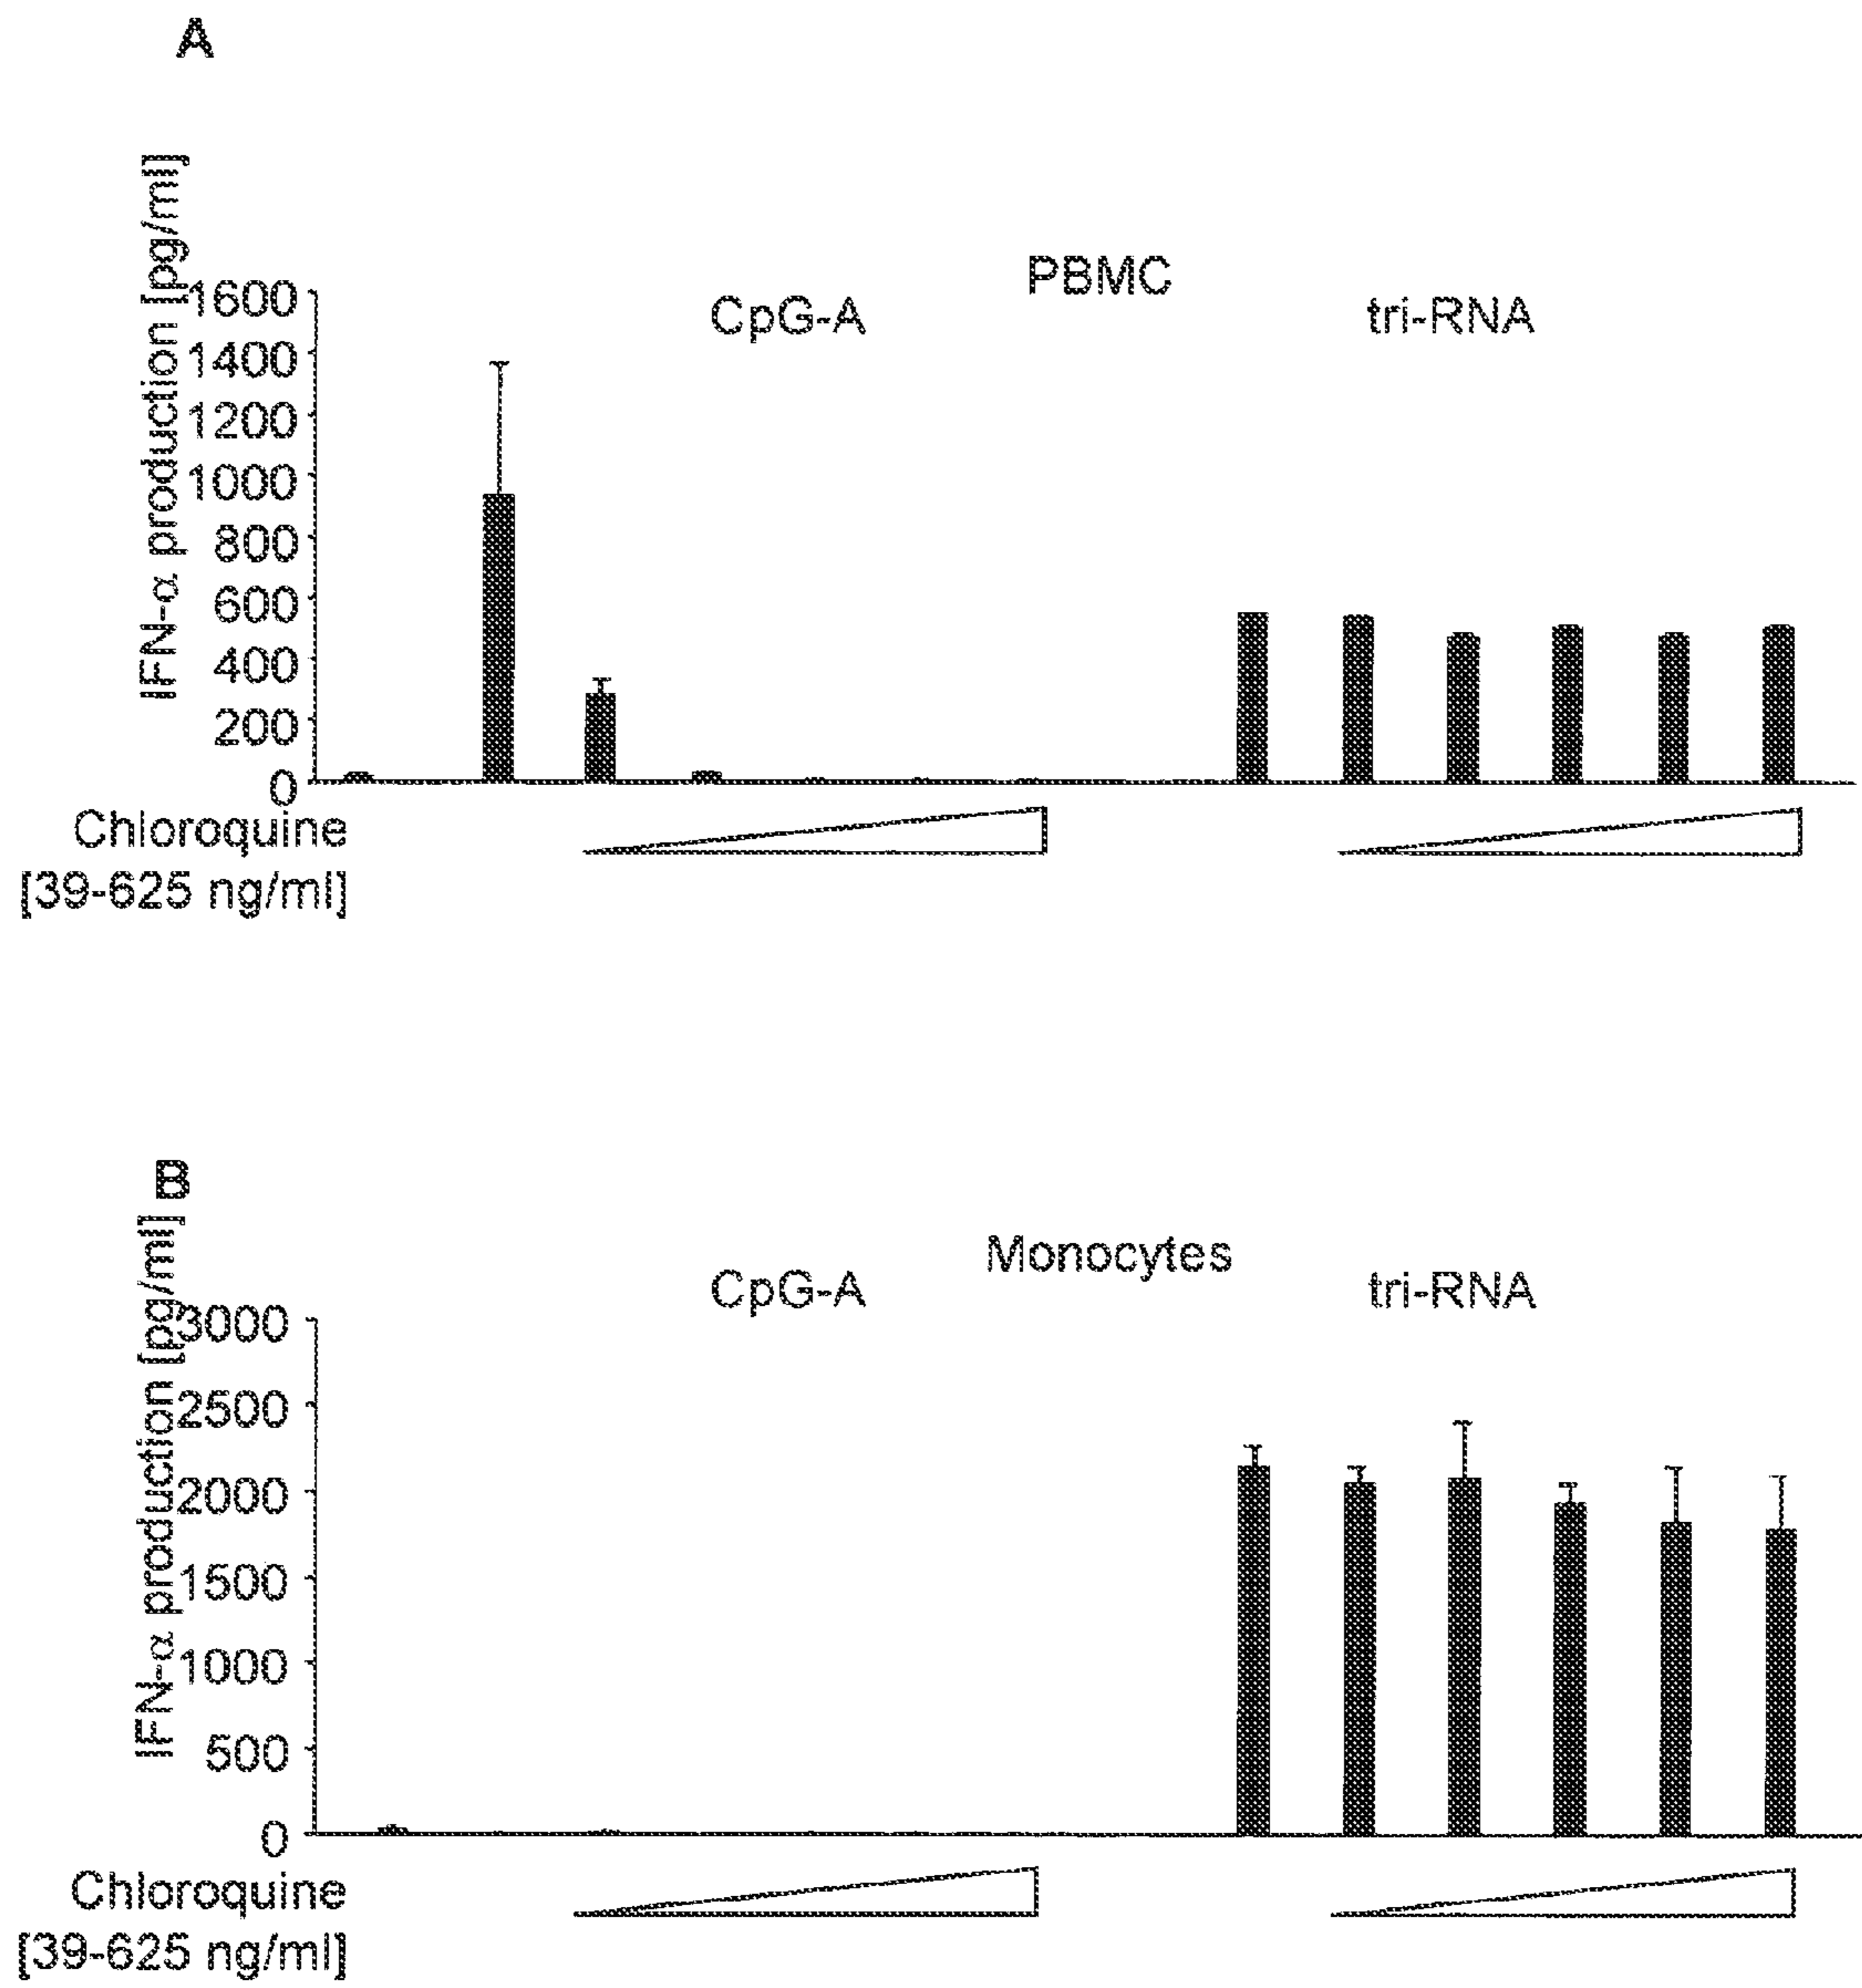 A
IFN-α production [pg/ml]
PBMC
CpG-A
tri-RNA
1600
1400
1200
1000
800
600
400
200
0
Chloroquine
[39-625 ng/ml]
B
IFN-α production [pg/ml]
Monocytes
CpG-A
tri-RNA
3000
2500
2000
1500
1000
500
0
Chloroquine
[39-625 ng/ml]